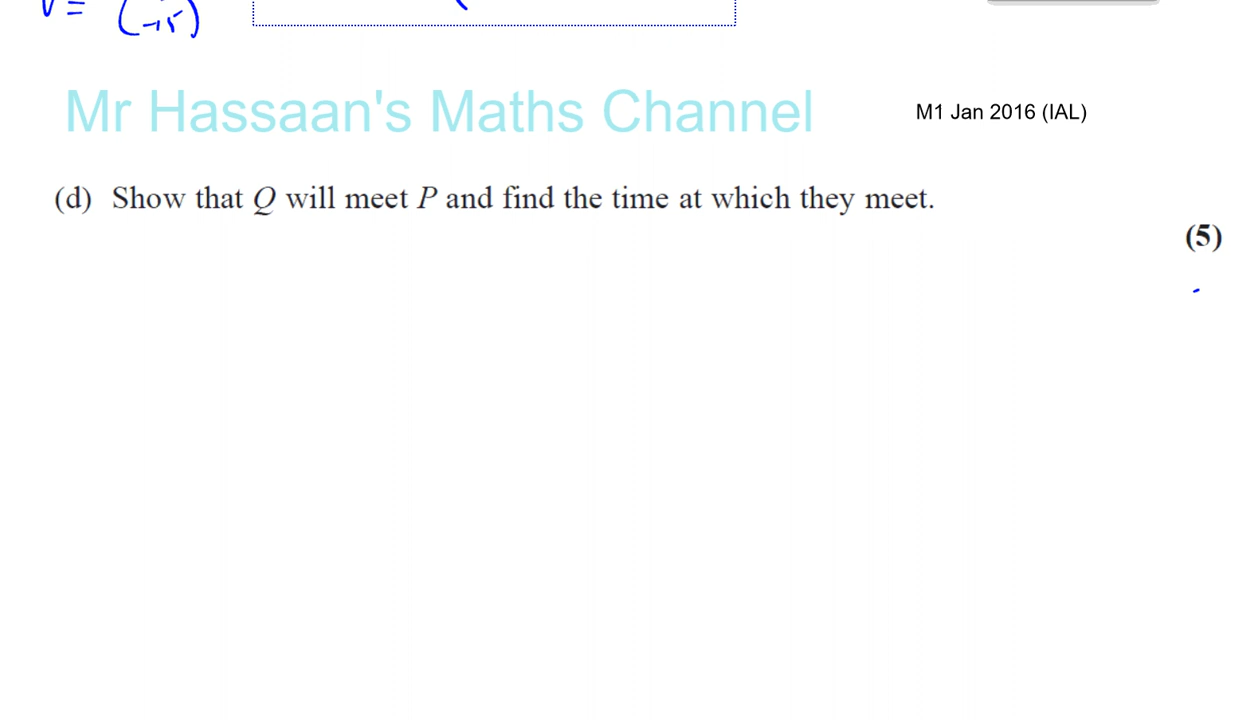 V = (-15)
Mr Hassaan's Maths Channel
M1 Jan 2016 (IAL)
(d) Show that Q will meet P and find the time at which they meet.
(5)